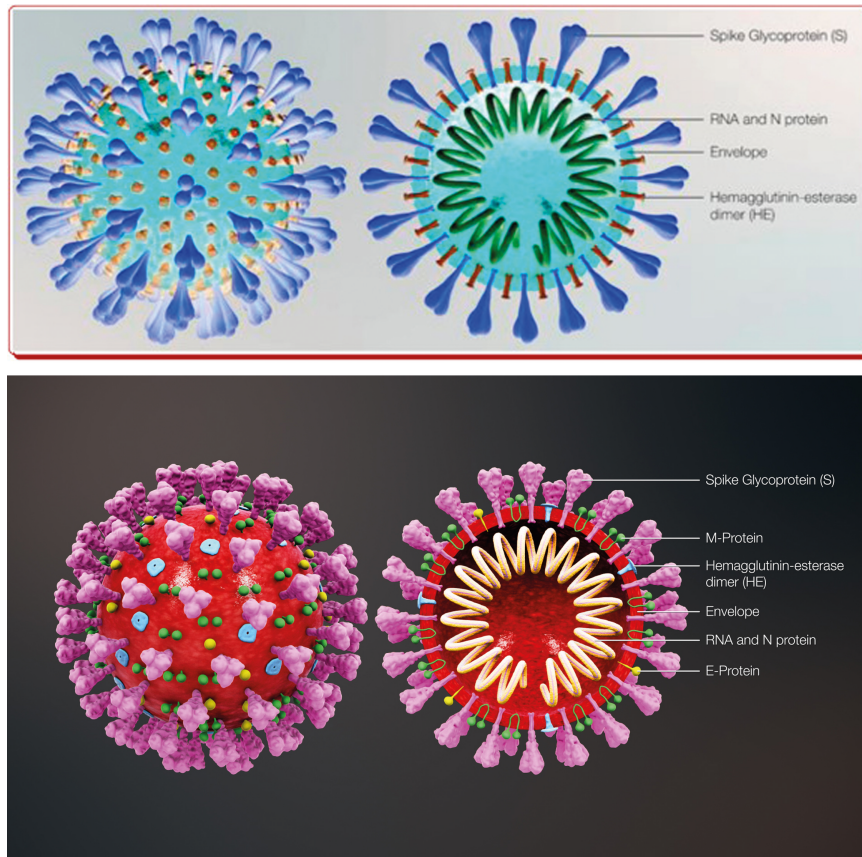 Spike Glycoprotein (S)
RNA and N protein
Envelope
Hemagglutinin-esterase
dimer (HE)
Spike Glycoprotein (S)
M-Protein
Hemagglutinin-esterase
dimer (HE)
Envelope
RNA and N protein
E-Protein